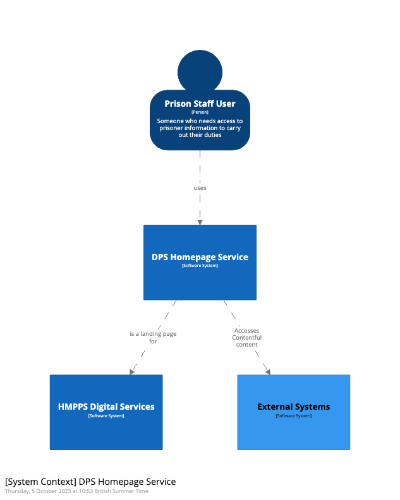 Prison Staff User
[Person]
Someone who needs access to
prisoner information to carry
out their duties
uses
DPS Homepage Service
[Software System]
is a landing page
for
Accesses
Contentful
content
HMPPS Digital Services
[Software System]
External Systems
[Software System]
[System Context] DPS Homepage Service
Thursday, 5 October 2023 at 10:53 British Summer Time